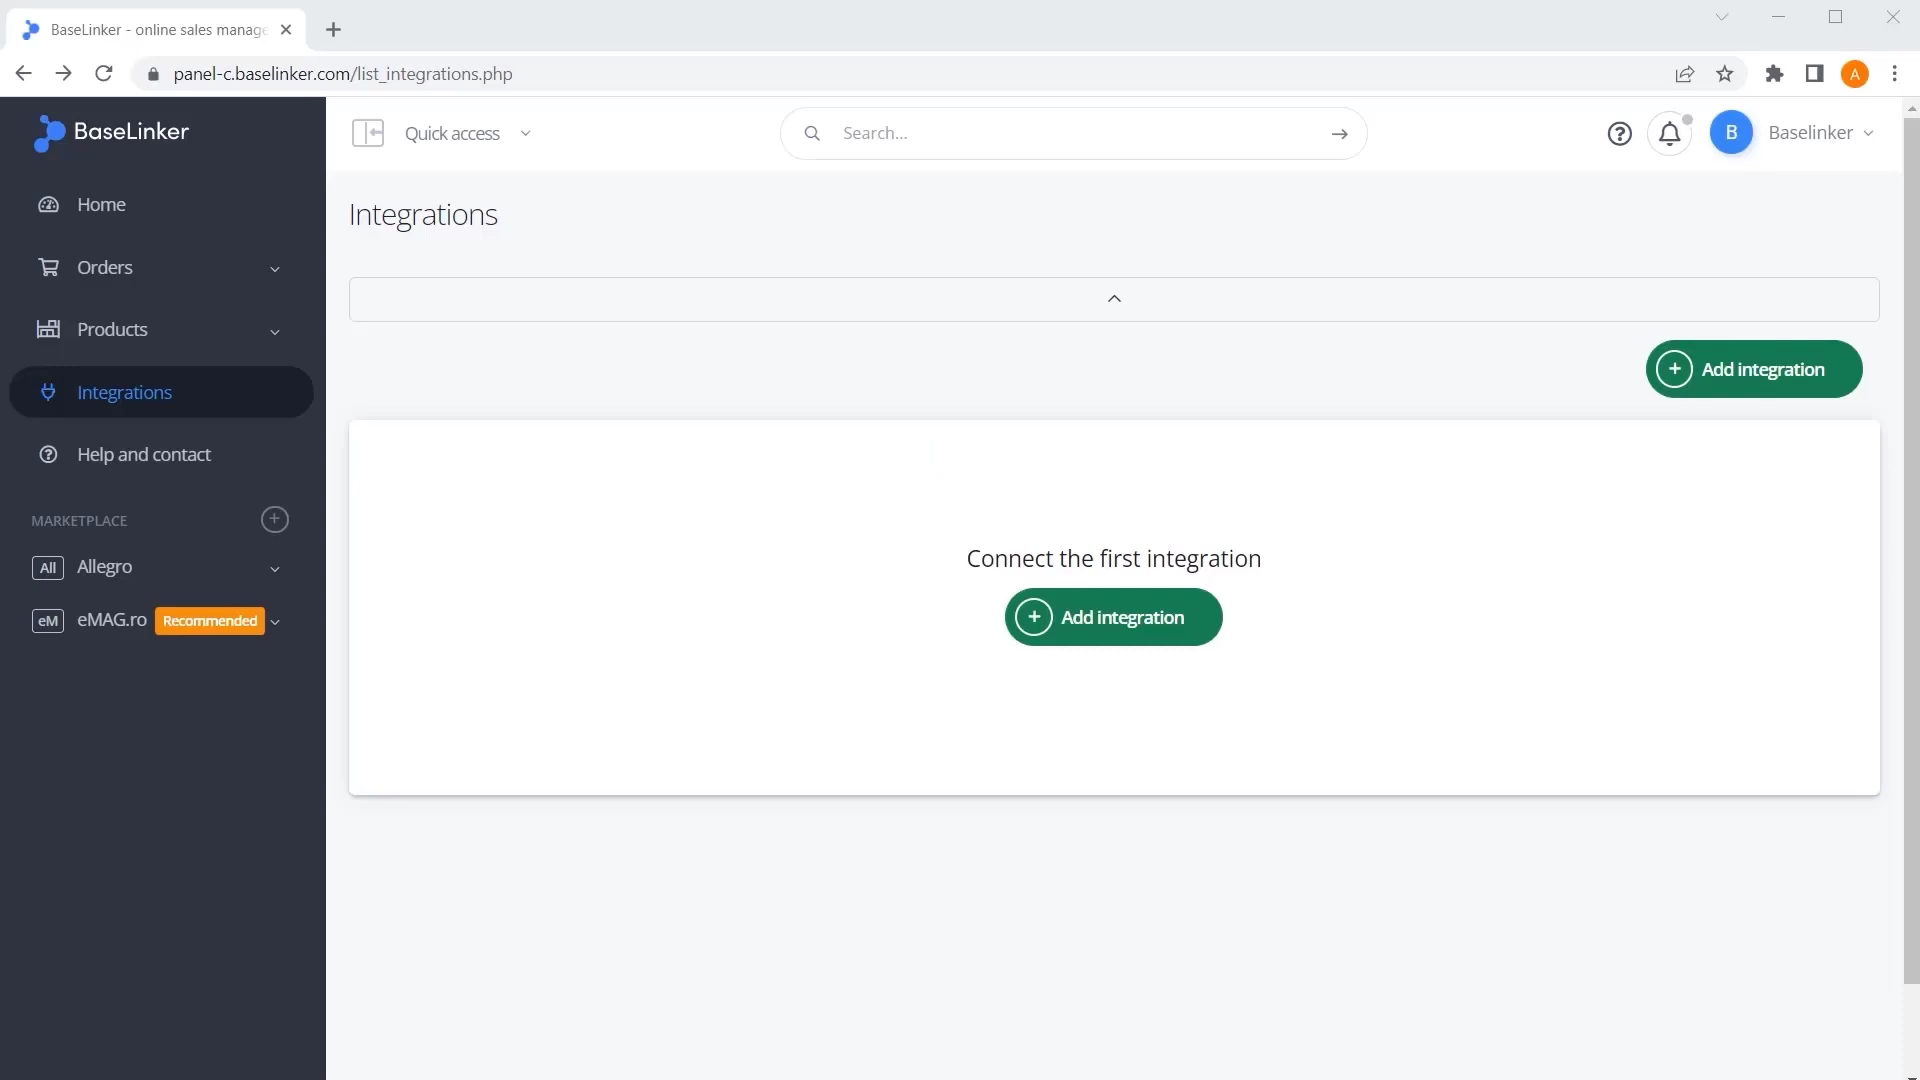 BaseLinker - online sales manage
panel-c.baselinker.com/list_integrations.php
A
BaseLinker
Quick access
Search...
B
Baselinker
Home
Orders
Products
Integrations
Help and contact
MARKETPLACE
All Allegro
eM eMAG.ro Recommended
Integrations
Add integration
Connect the first integration
Add integration